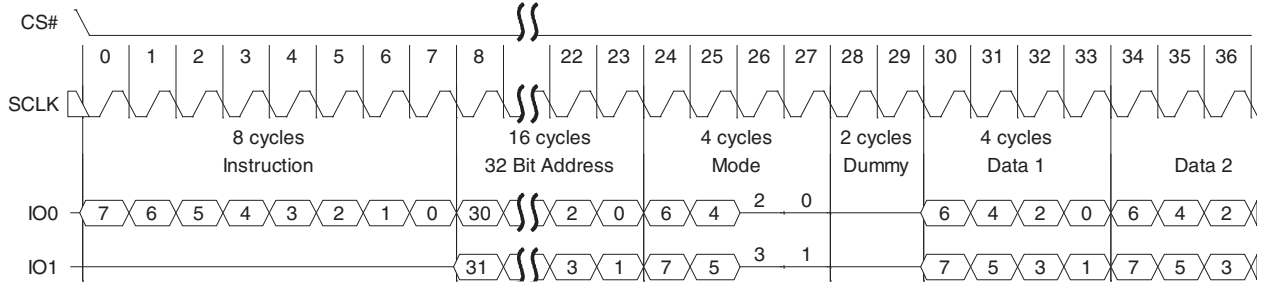 CS#
0 1 2 3 4 5 6 7 8 22 23 24 25 26 27 28 29 30 31 32 33 34 35 36
SCLK
8 cycles 16 cycles 4 cycles 2 cycles 4 cycles
Instruction 32 Bit Address Mode Dummy Data 1 Data 2
IO0 7 6 5 4 3 2 1 0 30 2 0 6 4 2 0 6 4 2 0 6 4 2
IO1 31 3 1 7 5 3 1 7 5 3 1 7 5 3